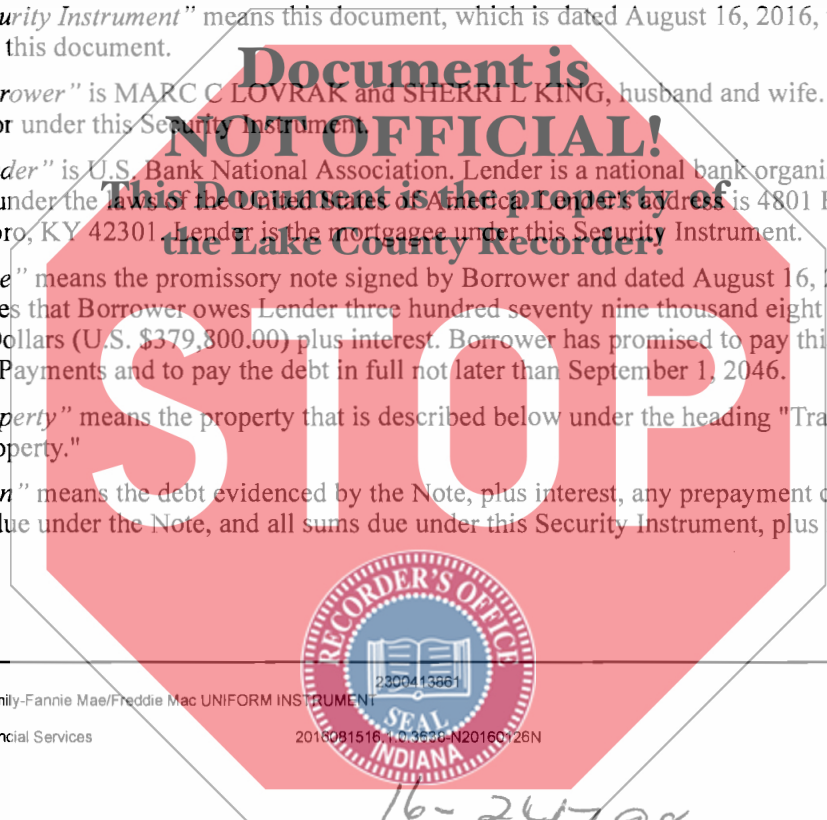 urity Instrument" means this document, which is dated August 16, 2016,
this document.
Document is
rower" is MARC C LOVRAK and SHERRI L KING, husband and wife.
or under this Security Instrument.
NOT OFFICIAL!
der" is U.S. Bank National Association. Lender is a national bank organi
under the laws of the United States of America. Lender's address is 4801
This Document is the property of
oro, KY 42301. Lender is the mortgagee under this Security Instrument.
the Lake County Recorder!
e" means the promissory note signed by Borrower and dated August 16,
es that Borrower owes Lender three hundred seventy nine thousand eight
Dollars (U.S. $379,800.00) plus interest. Borrower has promised to pay thi
Payments and to pay the debt in full not later than September 1, 2046.
STOP
perty" means the property that is described below under the heading "Tra
operty."
n" means the debt evidenced by the Note, plus interest, any prepayment
lue under the Note, and all sums due under this Security Instrument, plus
RECORDER'S OFFICE
2300413861
nily-Fannie Mae/Freddie Mac UNIFORM INSTRUMENT
SEAL
ncial Services
INDIANA